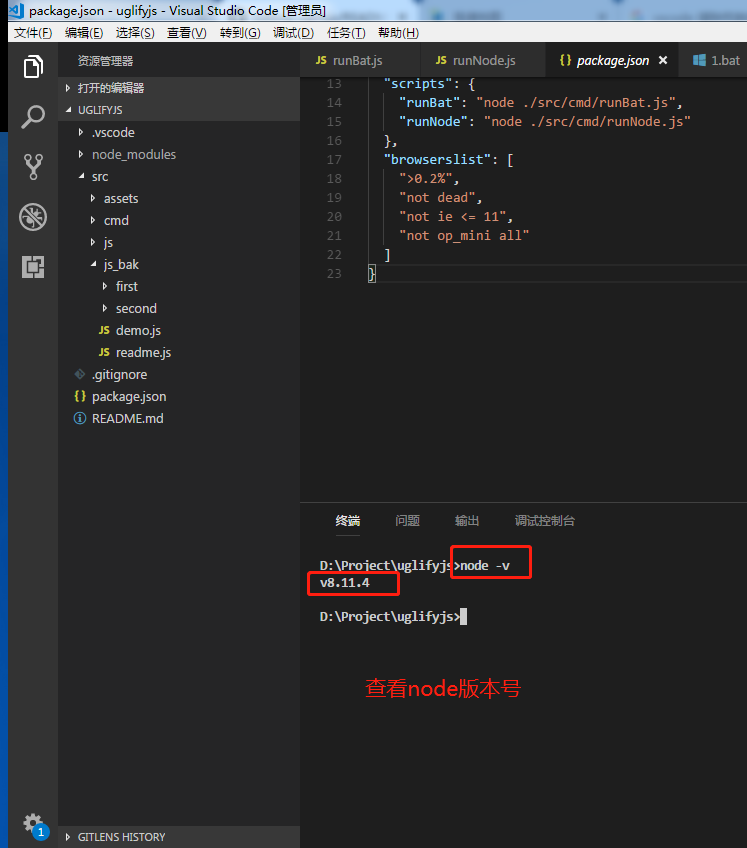 package.json - uglifyjs - Visual Studio Code [管理员]
文件(F) 编辑(E) 选择(S) 查看(V) 转到(G) 调试(D) 任务(T) 帮助(H)
资源管理器
打开的编辑器
UGLIFYJS
.vscode
node_modules
src
assets
cmd
js
js_bak
first
second
JS demo.js
JS readme.js
.gitignore
{} package.json
README.md
1
GITLENS HISTORY
JS runBat.js JS runNode.js {} package.json × 1.bat
13 "scripts": {
14 "runBat": "node ./src/cmd/runBat.js",
15 "runNode": "node ./src/cmd/runNode.js"
16 },
17 "browserslist": [
18 ">0.2%",
19 "not dead",
20 "not ie <= 11",
21 "not op_mini all"
22 ]
23 }
终端 问题 输出 调试控制台
D:\Project\uglifyjs>node -v
v8.11.4
D:\Project\uglifyjs>
查看node版本号